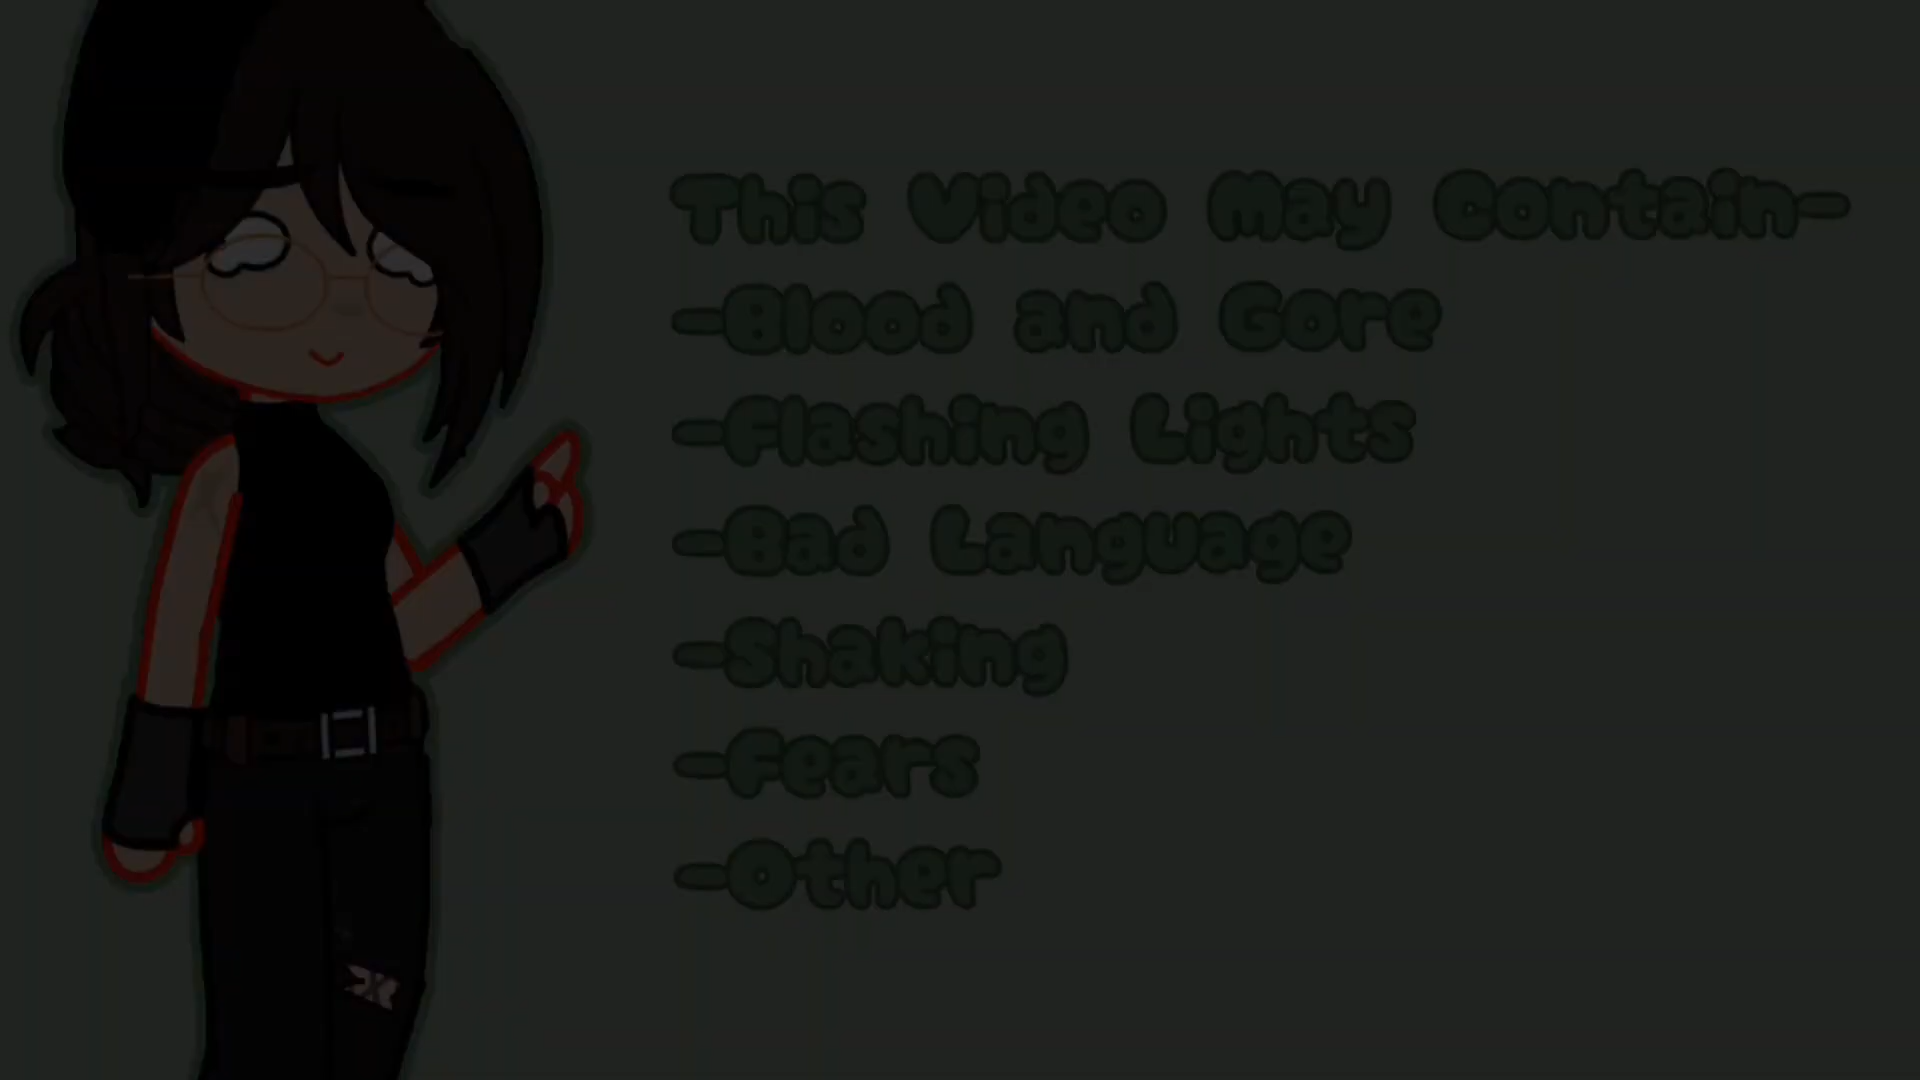 This Video May Contain-
-Blood and Gore
-Flashing Lights
-Bad Language
-Shaking
-Fears
-Other